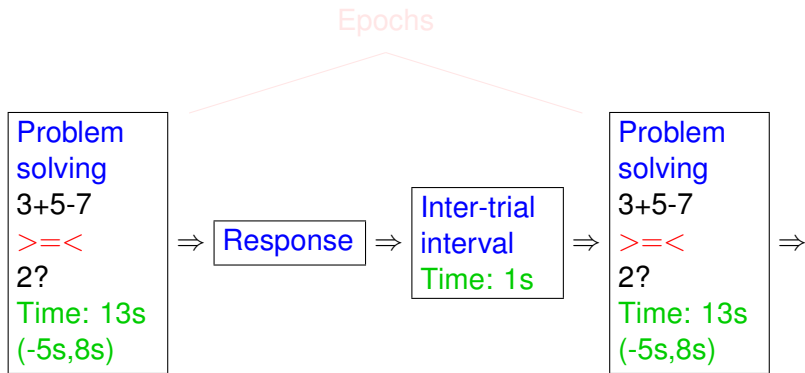 Epochs
Problem
solving
3+5-7
>=<
2?
Time: 13s
(-5s,8s)
⇒
Response
⇒
Inter-trial
interval
Time: 1s
⇒
Problem
solving
3+5-7
>=<
2?
Time: 13s
(-5s,8s)
⇒